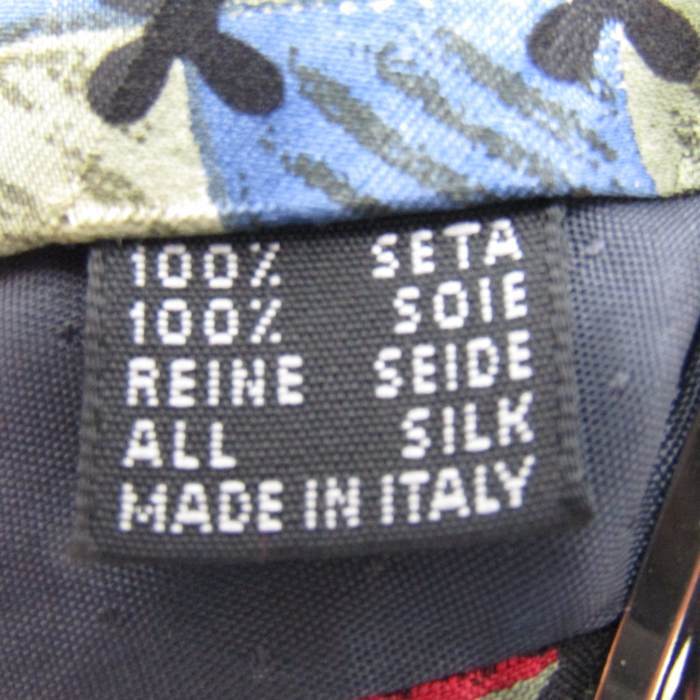 100% SETA
100% SOIE
REINE SEIDE
ALL SILK
MADE IN ITALY